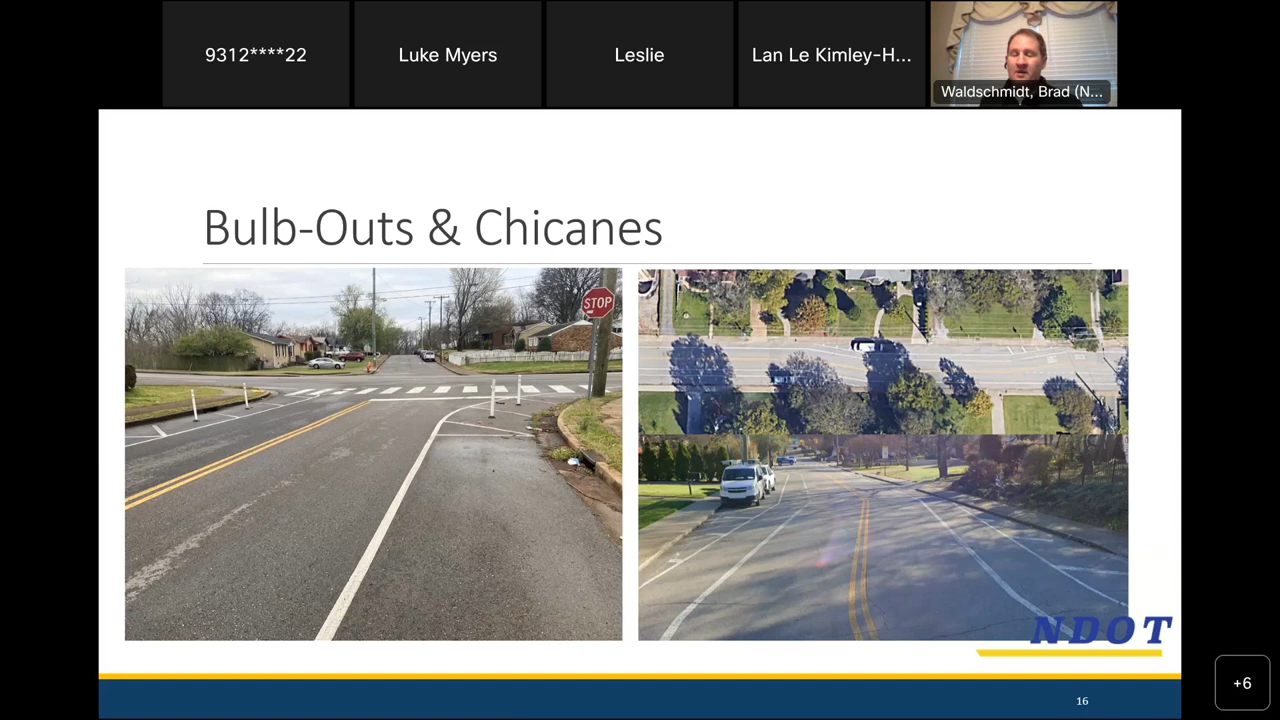 9312****22
Luke Myers
Leslie
Lan Le Kimley-H...
Waldschmidt, Brad (N...
Bulb-Outs & Chicanes
STOP
NDOT
16
+6